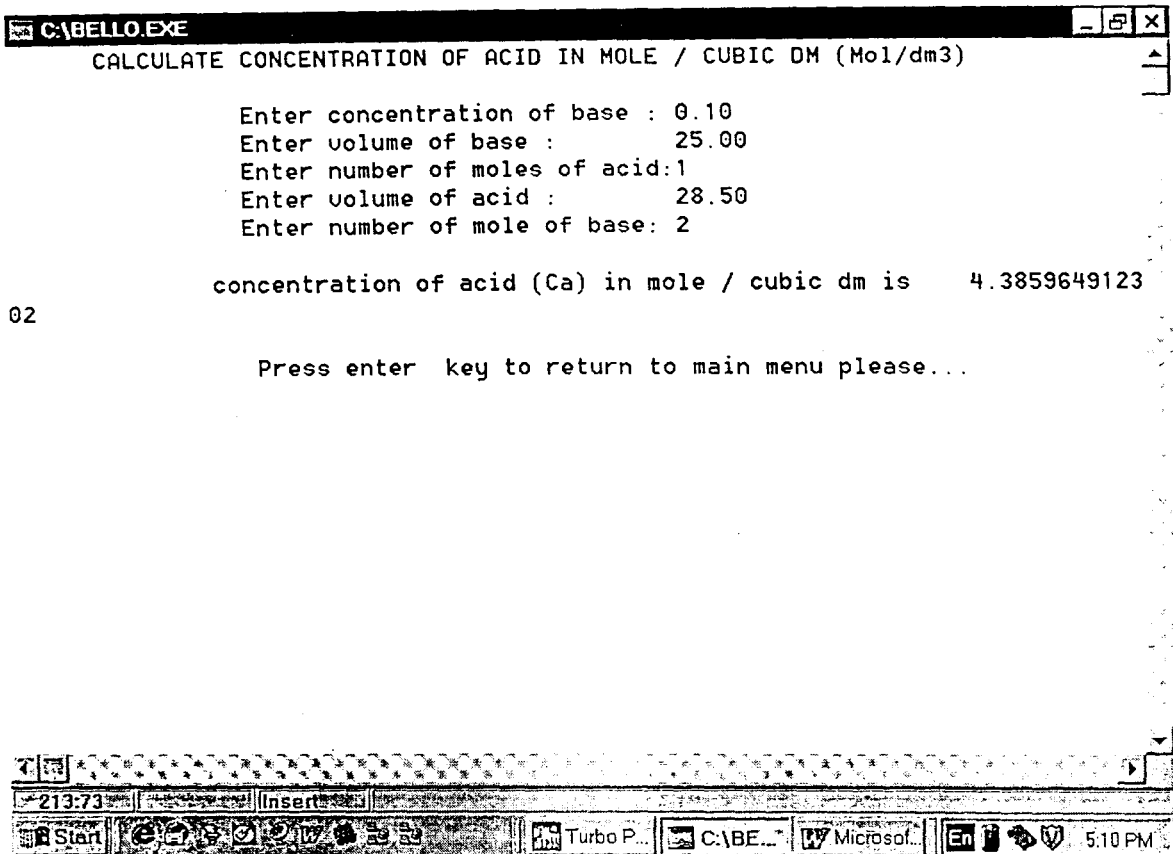 C:\BELLO.EXE
CALCULATE CONCENTRATION OF ACID IN MOLE / CUBIC DM (Mol/dm3)
Enter concentration of base : 0.10
Enter volume of base : 25.00
Enter number of moles of acid:1
Enter volume of acid : 28.50
Enter number of mole of base: 2
concentration of acid (Ca) in mole / cubic dm is 4.3859649123
02
Press enter key to return to main menu please...
213:73 Insert
Start Turbo P... C:\BE... Microsof... En 5:10 PM